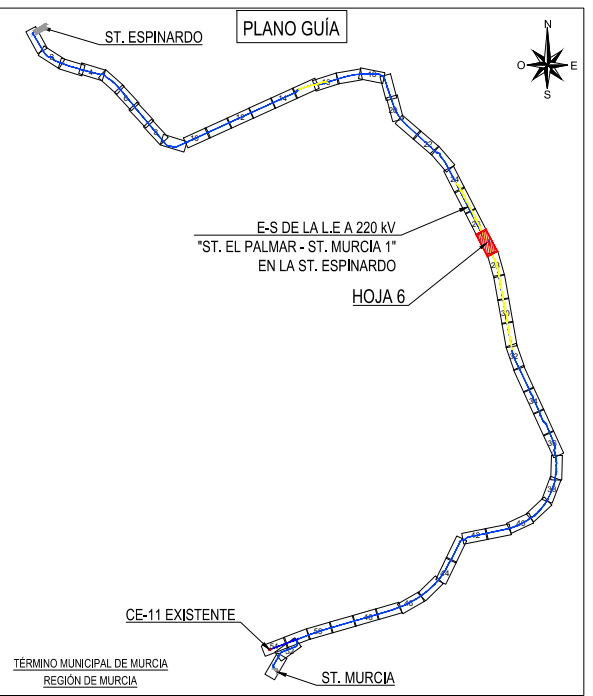 PLANO GUÍA
ST. ESPINARDO
N
O
E
S
E-S DE LA L.E A 220 kV
"ST. EL PALMAR - ST. MURCIA 1"
EN LA ST. ESPINARDO
HOJA 6
CE-11 EXISTENTE
ST. MURCIA
TÉRMINO MUNICIPAL DE MURCIA
REGIÓN DE MURCIA